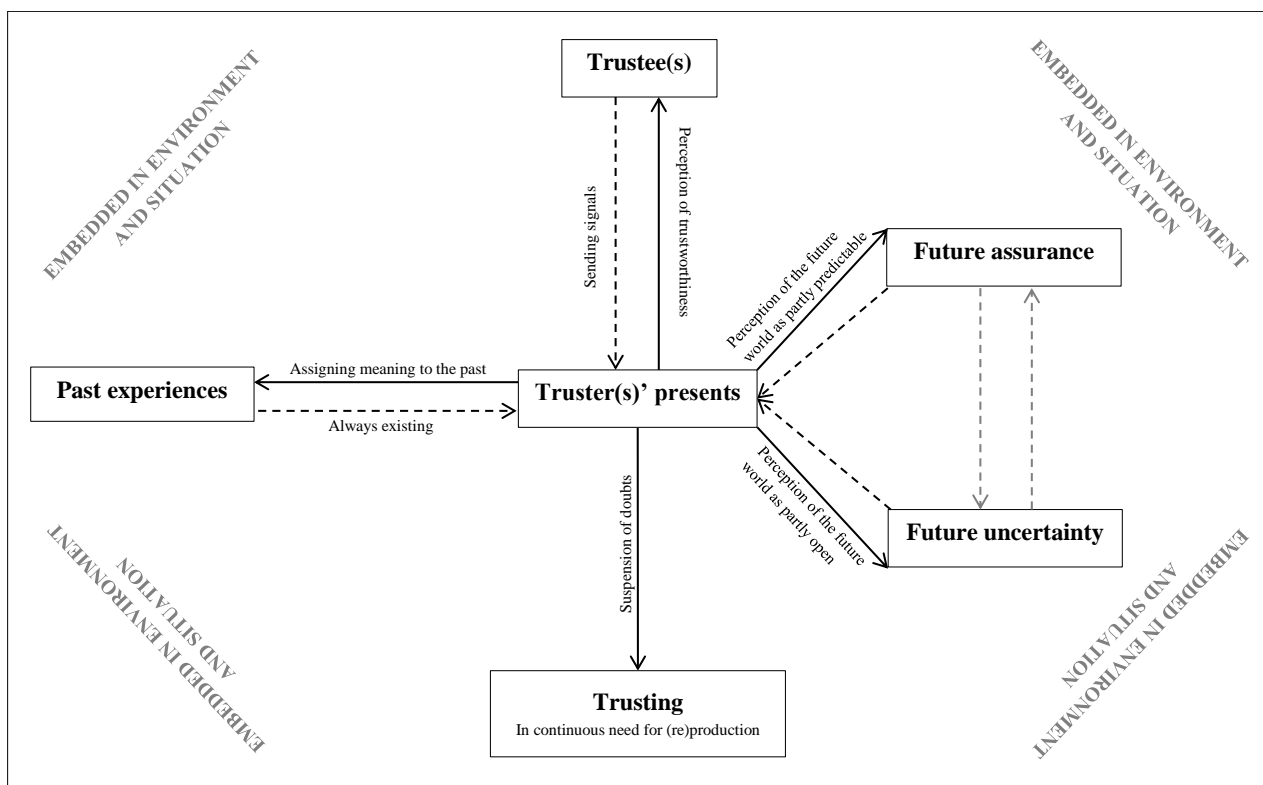 EMBEDDED IN ENVIRONMENT
AND SITUATION
Trustee(s)
EMBEDDED IN ENVIRONMENT
AND SITUATION
Sending signals
Perception of trustworthiness
Perception of the future
world as partly predictable
Future assurance
Past experiences
Assigning meaning to the past
Always existing
Truster(s)’ presents
Perception of the future
world as partly open
Future uncertainty
Suspension of doubts
Trusting
In continuous need for (re)production
EMBEDDED IN ENVIRONMENT
AND SITUATION
EMBEDDED IN ENVIRONMENT
AND SITUATION